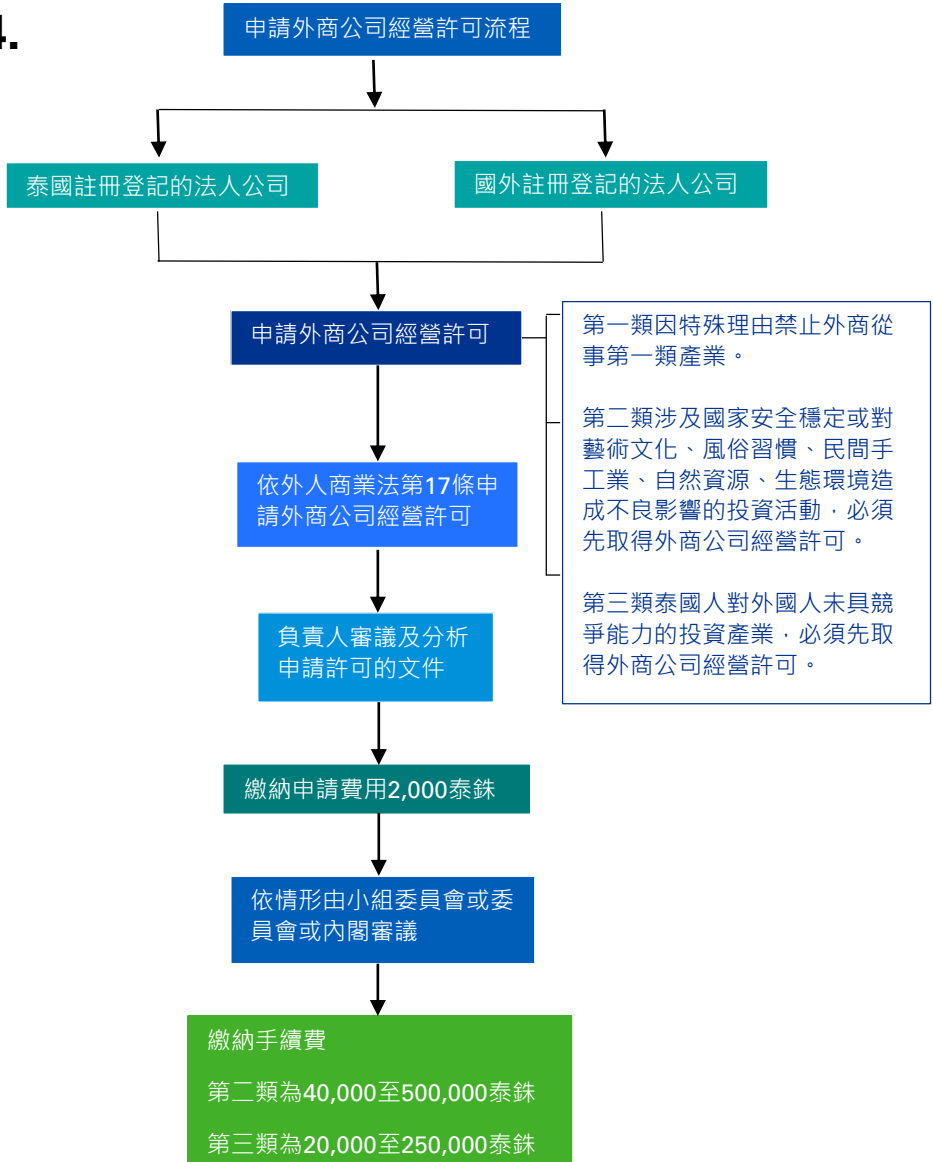 4.
申請外商公司經營許可流程
泰國註冊登記的法人公司
國外註冊登記的法人公司
申請外商公司經營許可
第一類因特殊理由禁止外商從
事第一類產業。
第二類涉及國家安全穩定或對
藝術文化、風俗習慣、民間手
工業、自然資源、生態環境造
成不良影響的投資活動，必須
先取得外商公司經營許可。
第三類泰國人對外國人未具競
爭能力的投資產業，必須先取
得外商公司經營許可。
依外人商業法第17條申
請外商公司經營許可
負責人審議及分析
申請許可的文件
繳納申請費用2,000泰銖
依情形由小組委員會或委
員會或內閣審議
繳納手續費
第二類為40,000至500,000泰銖
第三類為20,000至250,000泰銖